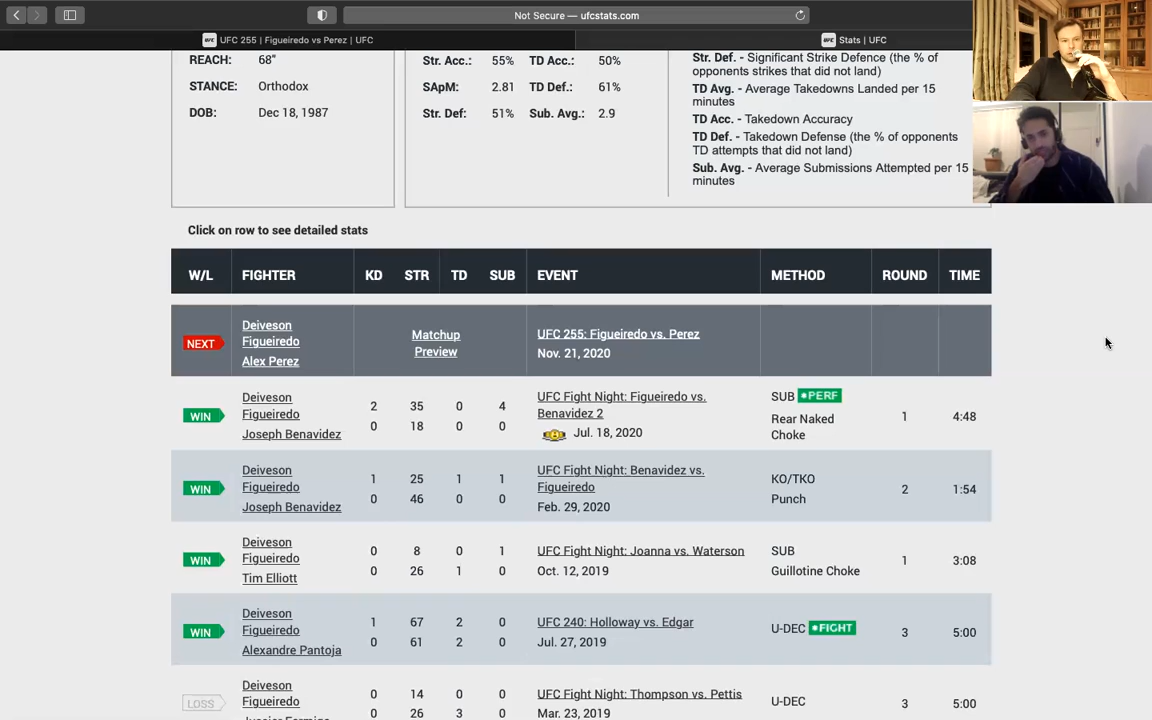 Not Secure — ufcstats.com
UFC 255 | Figueiredo vs Perez | UFC
Stats | UFC
REACH: 68"
STANCE: Orthodox
DOB: Dec 18, 1987
Str. Acc.: 55% TD Acc.: 50%
SApM: 2.81 TD Def.: 61%
Str. Def: 51% Sub. Avg.: 2.9
Str. Def. - Significant Strike Defence (the % of
opponents strikes that did not land)
TD Avg. - Average Takedowns Landed per 15
minutes
TD Acc. - Takedown Accuracy
TD Def. - Takedown Defense (the % of opponents
TD attempts that did not land)
Sub. Avg. - Average Submissions Attempted per 15
minutes
Click on row to see detailed stats
W/L FIGHTER KD STR TD SUB EVENT METHOD ROUND TIME
NEXT
Deiveson
Figueiredo
Alex Perez
Matchup
Preview
UFC 255: Figueiredo vs. Perez
Nov. 21, 2020
WIN
Deiveson
Figueiredo
Joseph Benavidez
2 35 0 4
0 18 0 0
UFC Fight Night: Figueiredo vs.
Benavidez 2
Jul. 18, 2020
SUB PERF
Rear Naked
Choke
1
4:48
WIN
Deiveson
Figueiredo
Joseph Benavidez
1 25 1 1
0 46 0 0
UFC Fight Night: Benavidez vs.
Figueiredo
Feb. 29, 2020
KO/TKO
Punch
2
1:54
WIN
Deiveson
Figueiredo
Tim Elliott
0 8 0 1
0 26 1 0
UFC Fight Night: Joanna vs. Waterson
Oct. 12, 2019
SUB
Guillotine Choke
1
3:08
WIN
Deiveson
Figueiredo
Alexandre Pantoja
1 67 2 0
0 61 2 0
UFC 240: Holloway vs. Edgar
Jul. 27, 2019
U-DEC FIGHT
3
5:00
LOSS
Deiveson
Figueiredo
0 14 0 0
0 26 3 0
UFC Fight Night: Thompson vs. Pettis
Mar. 23, 2019
U-DEC
3
5:00